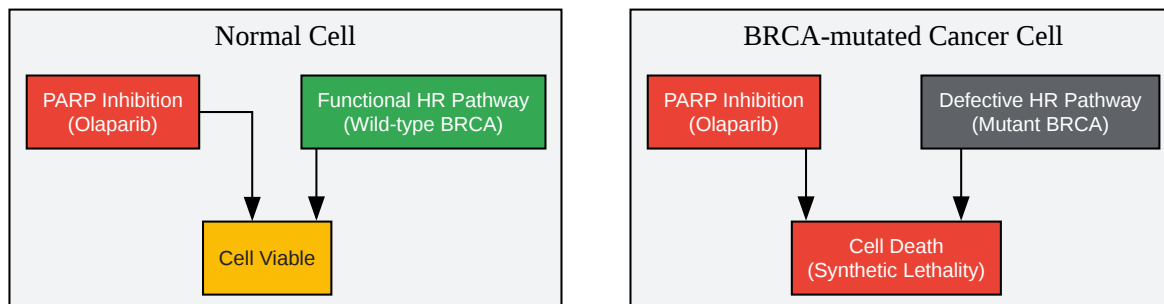 Normal Cell
PARP Inhibition
(Olaparib)
Functional HR Pathway
(Wild-type BRCA)
Cell Viable
BRCA-mutated Cancer Cell
PARP Inhibition
(Olaparib)
Defective HR Pathway
(Mutant BRCA)
Cell Death
(Synthetic Lethality)